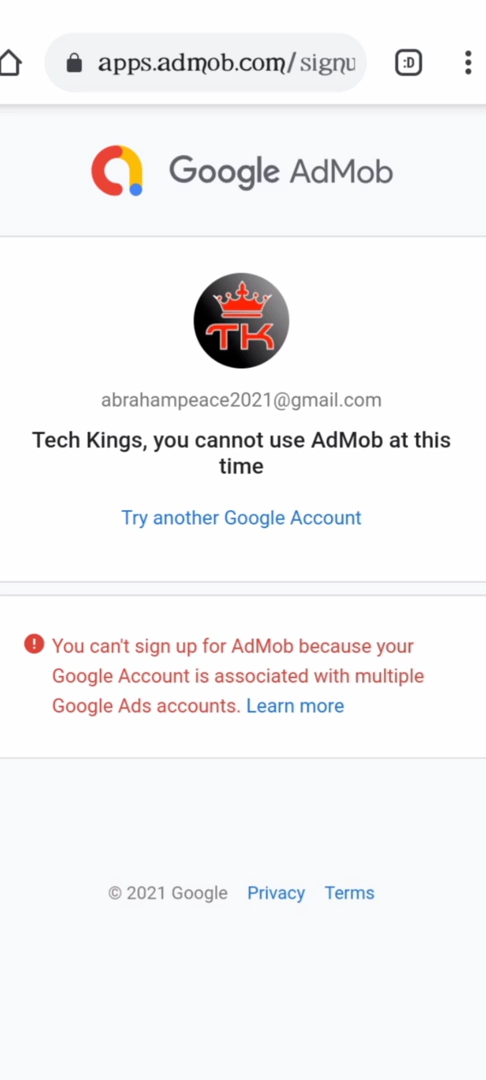 apps.admob.com/signu
:D
Google AdMob
TK
abrahampeace2021@gmail.com
Tech Kings, you cannot use AdMob at this
time
Try another Google Account
! You can't sign up for AdMob because your
Google Account is associated with multiple
Google Ads accounts. Learn more
© 2021 Google Privacy Terms